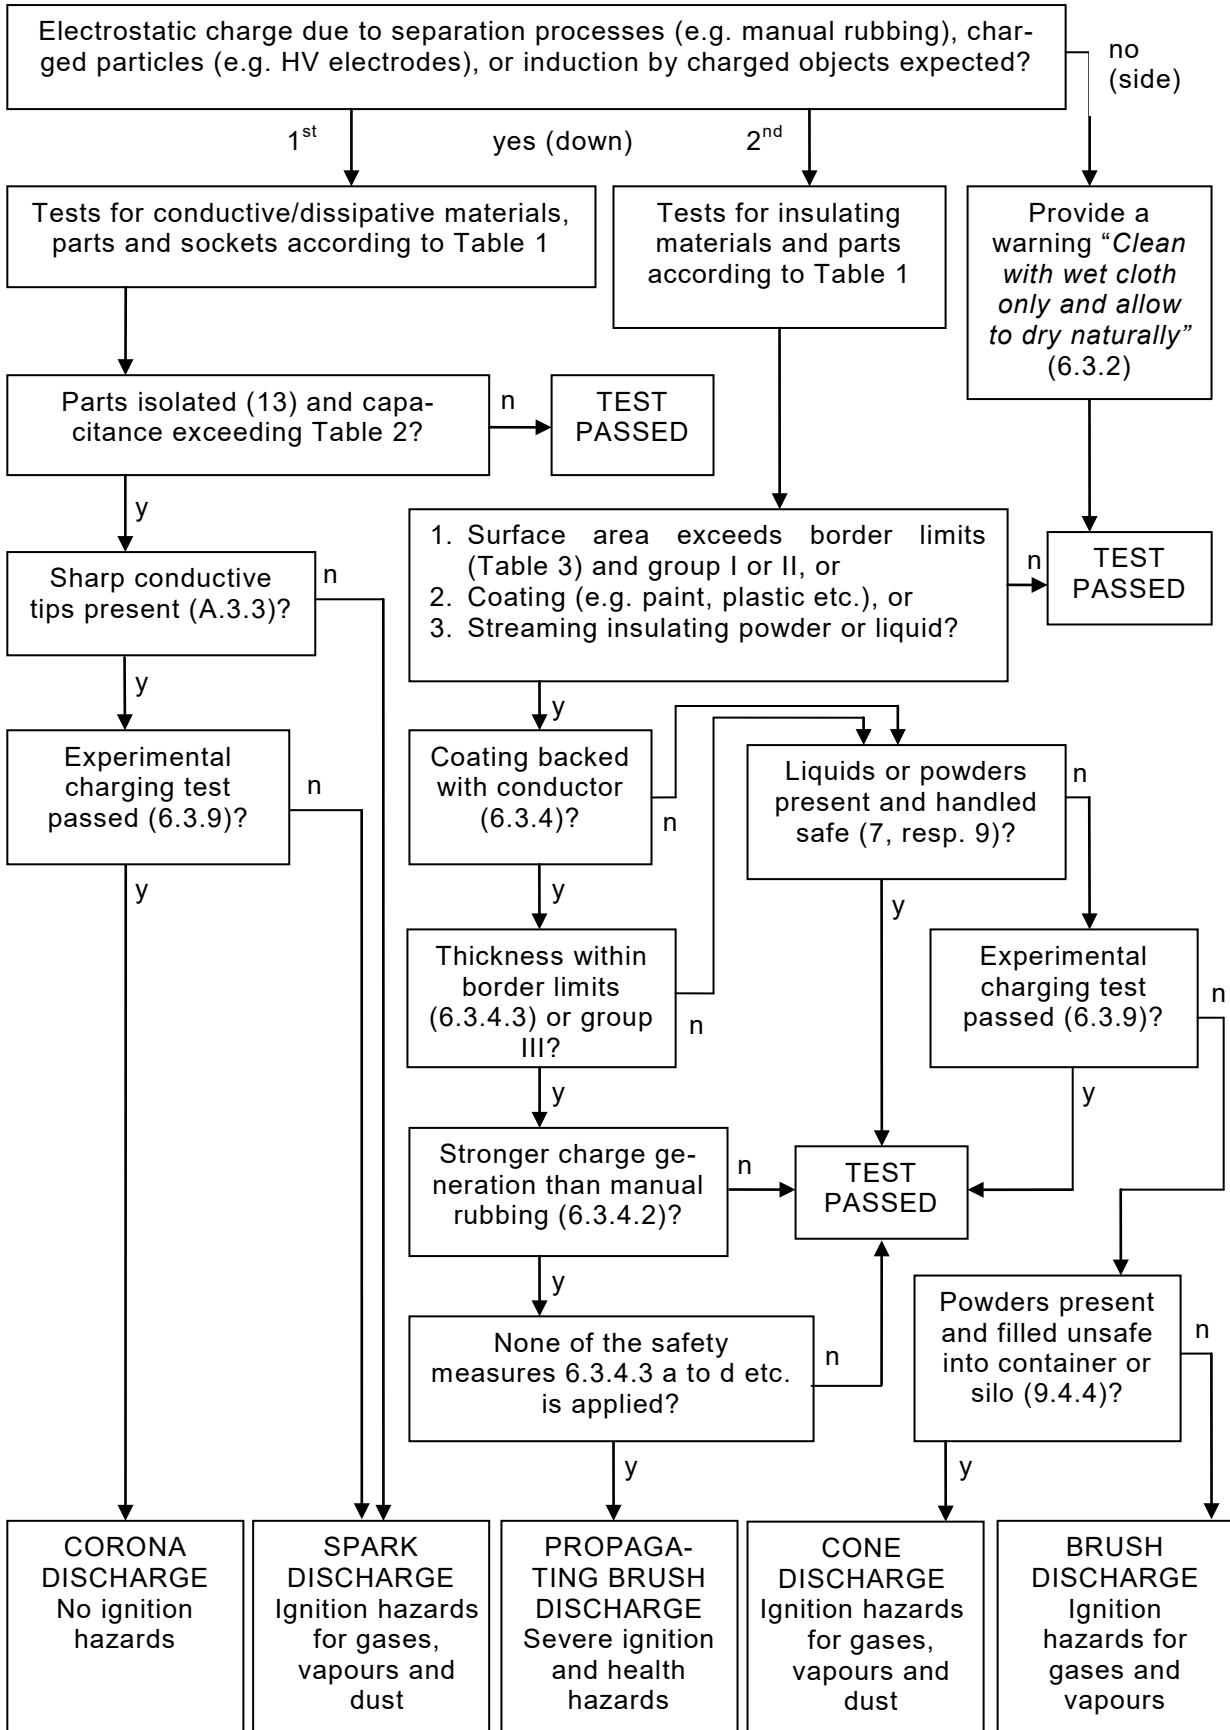 Electrostatic charge due to separation processes (e.g. manual rubbing), char-
ged particles (e.g. HV electrodes), or induction by charged objects expected?
no
(side)
1st
yes (down)
2nd
Tests for conductive/dissipative materials,
parts and sockets according to Table 1
Tests for insulating
materials and parts
according to Table 1
Provide a
warning “Clean
with wet cloth
only and allow
to dry naturally”
(6.3.2)
Parts isolated (13) and capa-
citance exceeding Table 2?
n
TEST
PASSED
y
1. Surface area exceeds border limits
(Table 3) and group I or II, or
2. Coating (e.g. paint, plastic etc.), or
3. Streaming insulating powder or liquid?
n
TEST
PASSED
Sharp conductive
tips present (A.3.3)?
n
y
y
Experimental
charging test
passed (6.3.9)?
n
y
Coating backed
with conductor
(6.3.4)?
n
y
Liquids or powders
present and handled
safe (7, resp. 9)?
n
y
Thickness within
border limits
(6.3.4.3) or group
III?
n
y
Experimental
charging test
passed (6.3.9)?
n
y
Stronger charge ge-
neration than manual
rubbing (6.3.4.2)?
n
y
TEST
PASSED
None of the safety
measures 6.3.4.3 a to d etc.
is applied?
n
y
Powders present
and filled unsafe
into container or
silo (9.4.4)?
n
y
CORONA
DISCHARGE
No ignition
hazards
SPARK
DISCHARGE
Ignition hazards
for gases,
vapours and
dust
PROPAGA-
TING BRUSH
DISCHARGE
Severe ignition
and health
hazards
CONE
DISCHARGE
Ignition hazards
for gases,
vapours and
dust
BRUSH
DISCHARGE
Ignition
hazards for
gases and
vapours